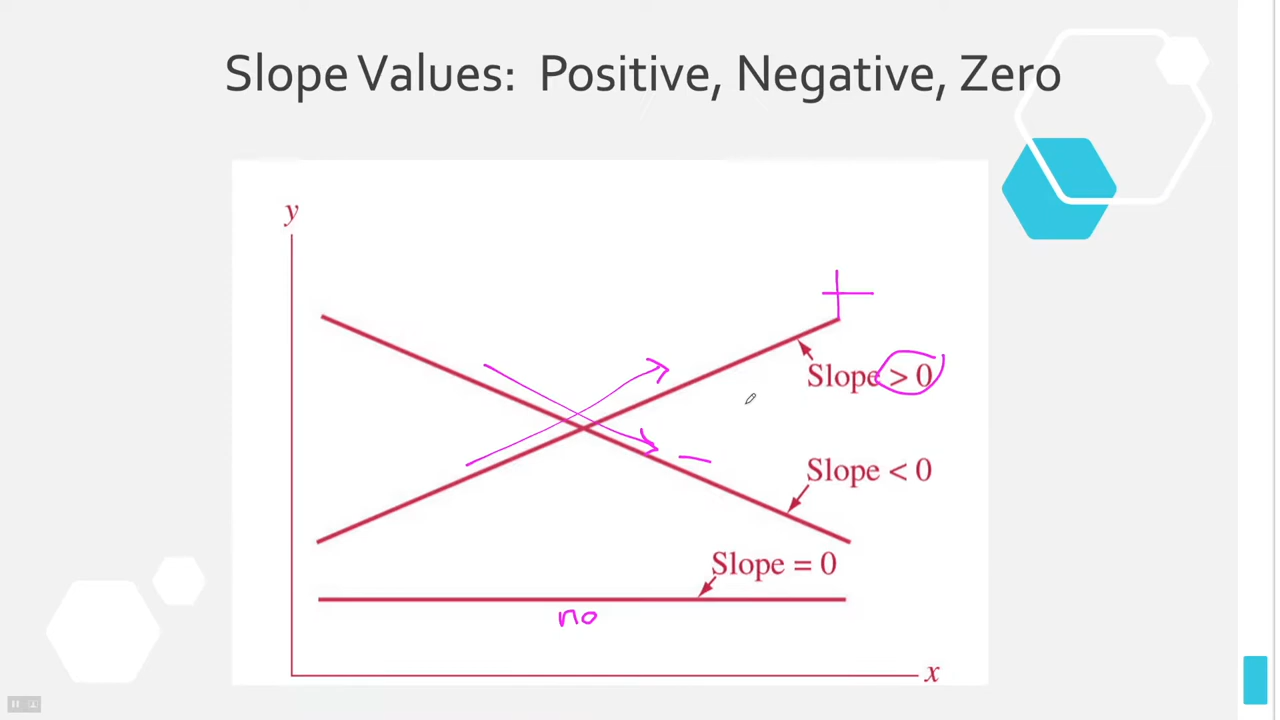 Slope Values: Positive, Negative, Zero
y
+
Slope > 0
−
Slope < 0
Slope = 0
no
x